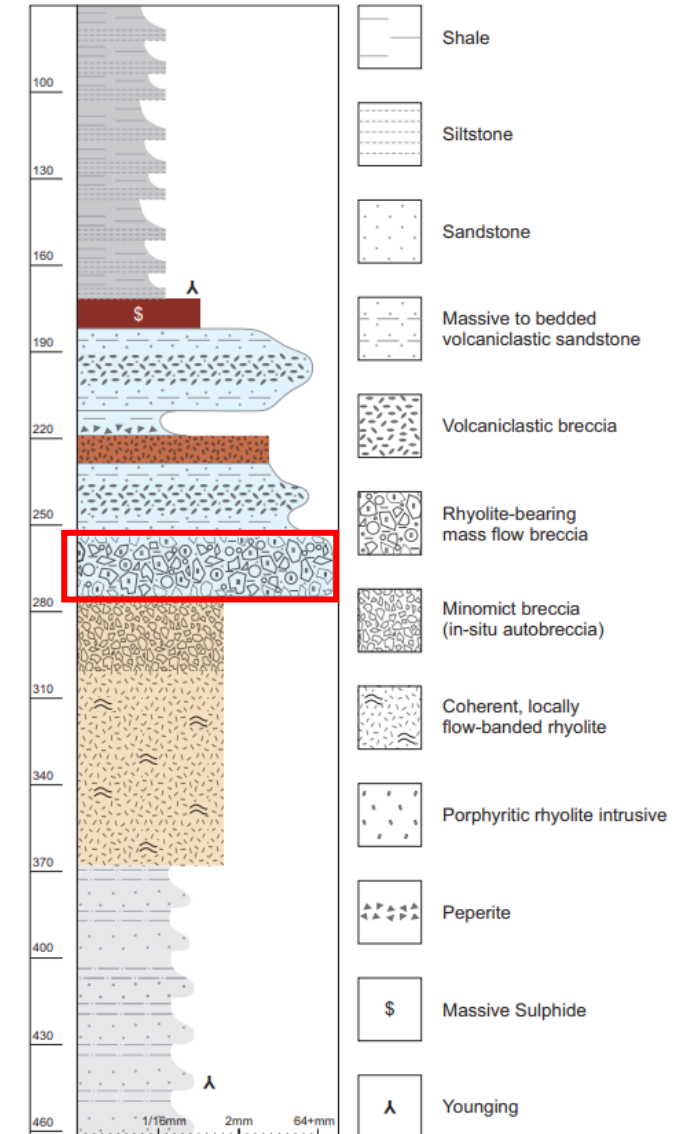 100
130
160
$
190
220
250
280
310
340
370
400
430
460
1/16mm 2mm 64+mm
Shale
Siltstone
Sandstone
Massive to bedded
volcaniclastic sandstone
Volcaniclastic breccia
Rhyolite-bearing
mass flow breccia
Minomict breccia
(in-situ autobreccia)
Coherent, locally
flow-banded rhyolite
Porphyritic rhyolite intrusive
Peperite
$ Massive Sulphide
Younging